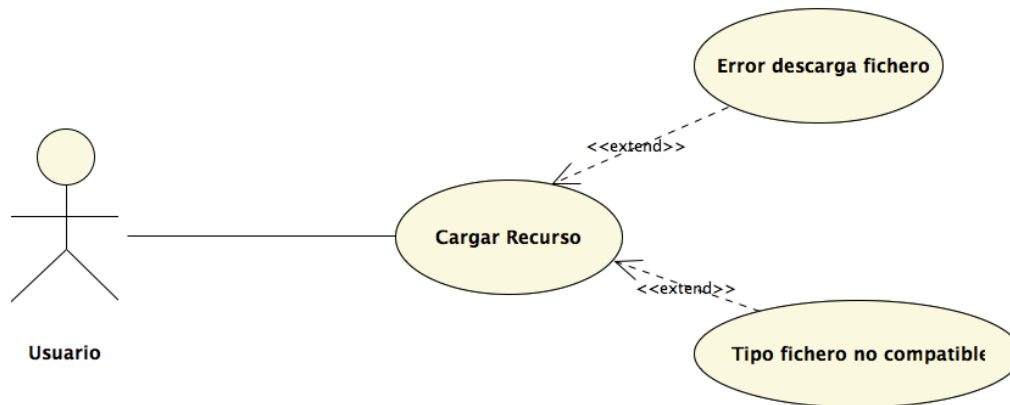 Error descarga fichero
<<extend>>
Cargar Recurso
<<extend>>
Usuario
Tipo fichero no compatible